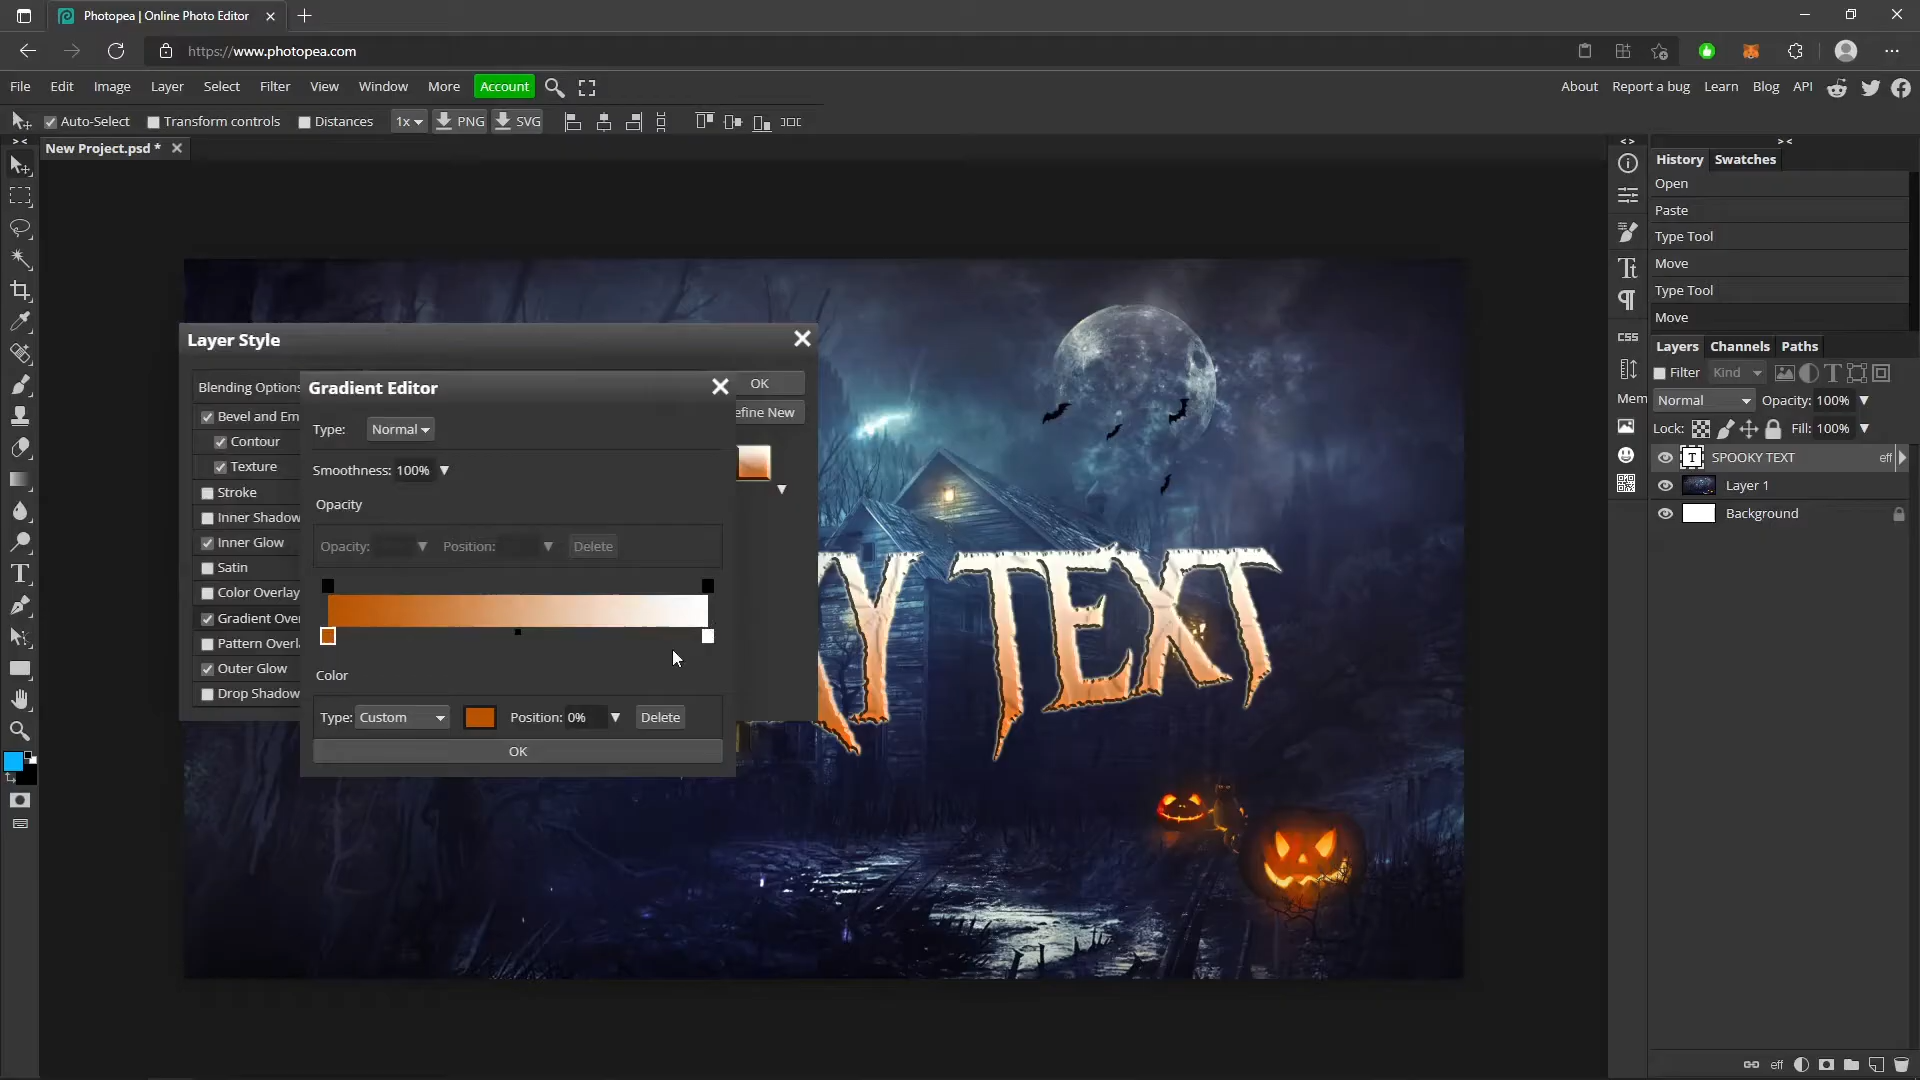 Photopea | Online Photo Editor
https://www.photopea.com
File Edit Image Layer Select Filter View Window More Account
About Report a bug Learn Blog API
Auto-Select Transform controls Distances 1x PNG SVG
New Project.psd *
History Swatches
Open
Paste
Type Tool
Move
Type Tool
Move
CSS
Mem
Layers Channels Paths
Filter Kind
Normal Opacity: 100%
Lock: Fill: 100%
SPOOKY TEXT eff
Layer 1
Background
eff
Layer Style
Blending Options
Bevel and Em
Contour
Texture
Stroke
Inner Shadow
Inner Glow
Satin
Color Overlay
Gradient Over
Pattern Overl
Outer Glow
Drop Shadow
OK
efine New
Gradient Editor
Type: Normal
Smoothness: 100%
Opacity
Opacity: Position: Delete
Color
Type: Custom Position: 0% Delete
OK
KY TEXT